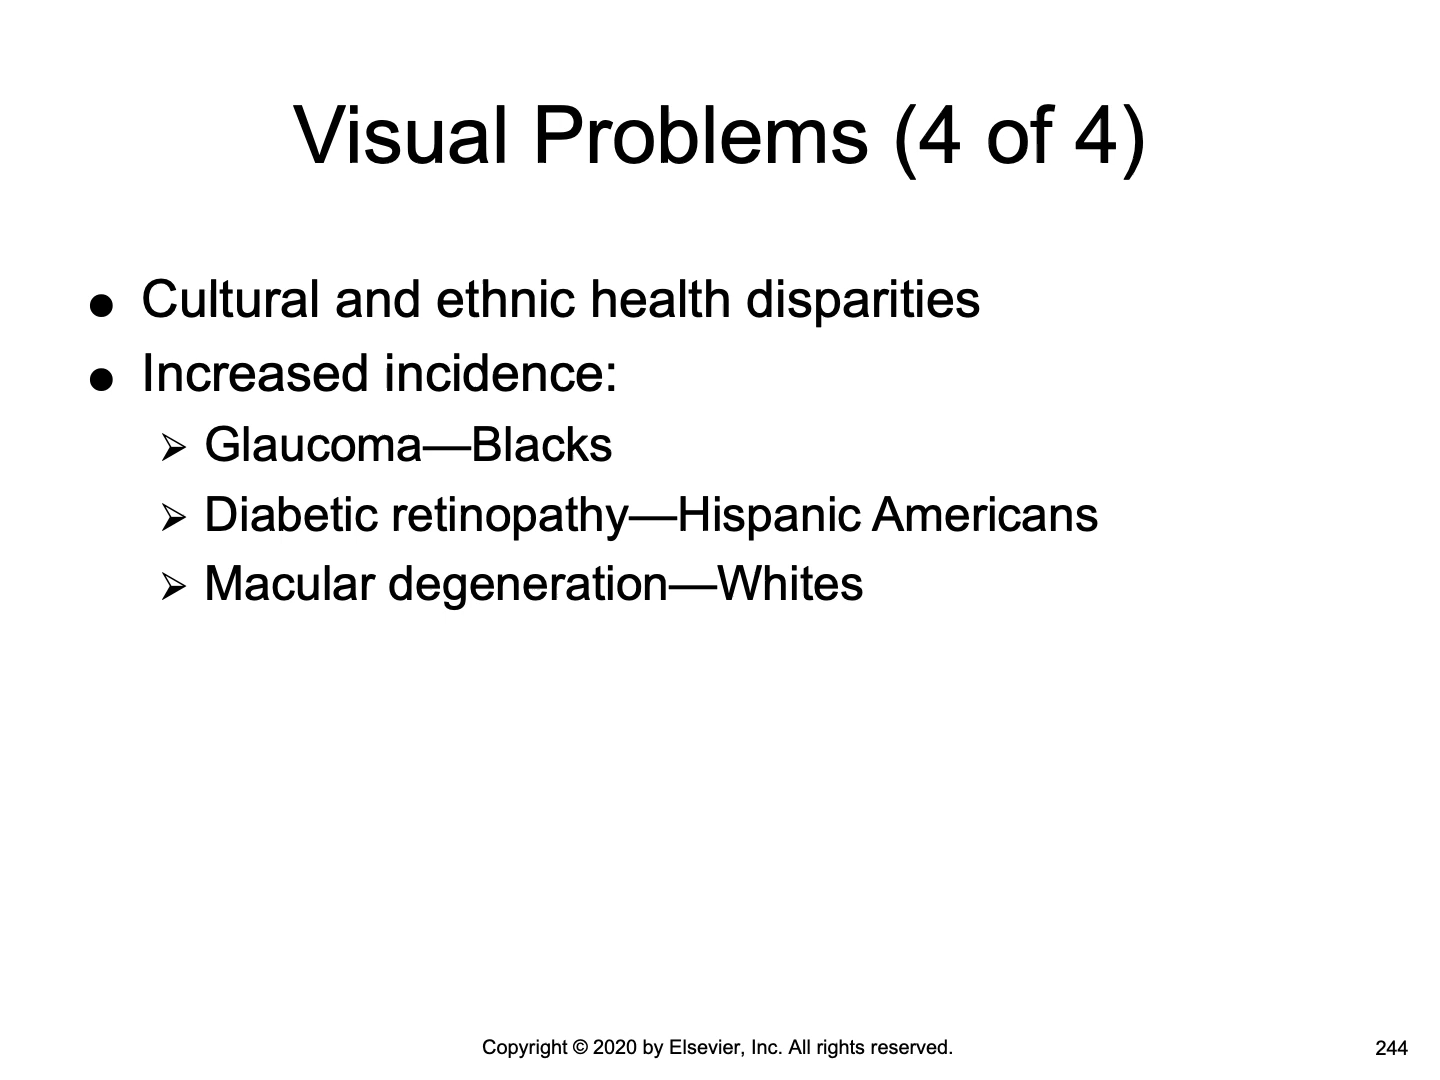 Visual Problems (4 of 4)
● Cultural and ethnic health disparities
● Increased incidence:
➢ Glaucoma—Blacks
➢ Diabetic retinopathy—Hispanic Americans
➢ Macular degeneration—Whites
Copyright © 2020 by Elsevier, Inc. All rights reserved.
244